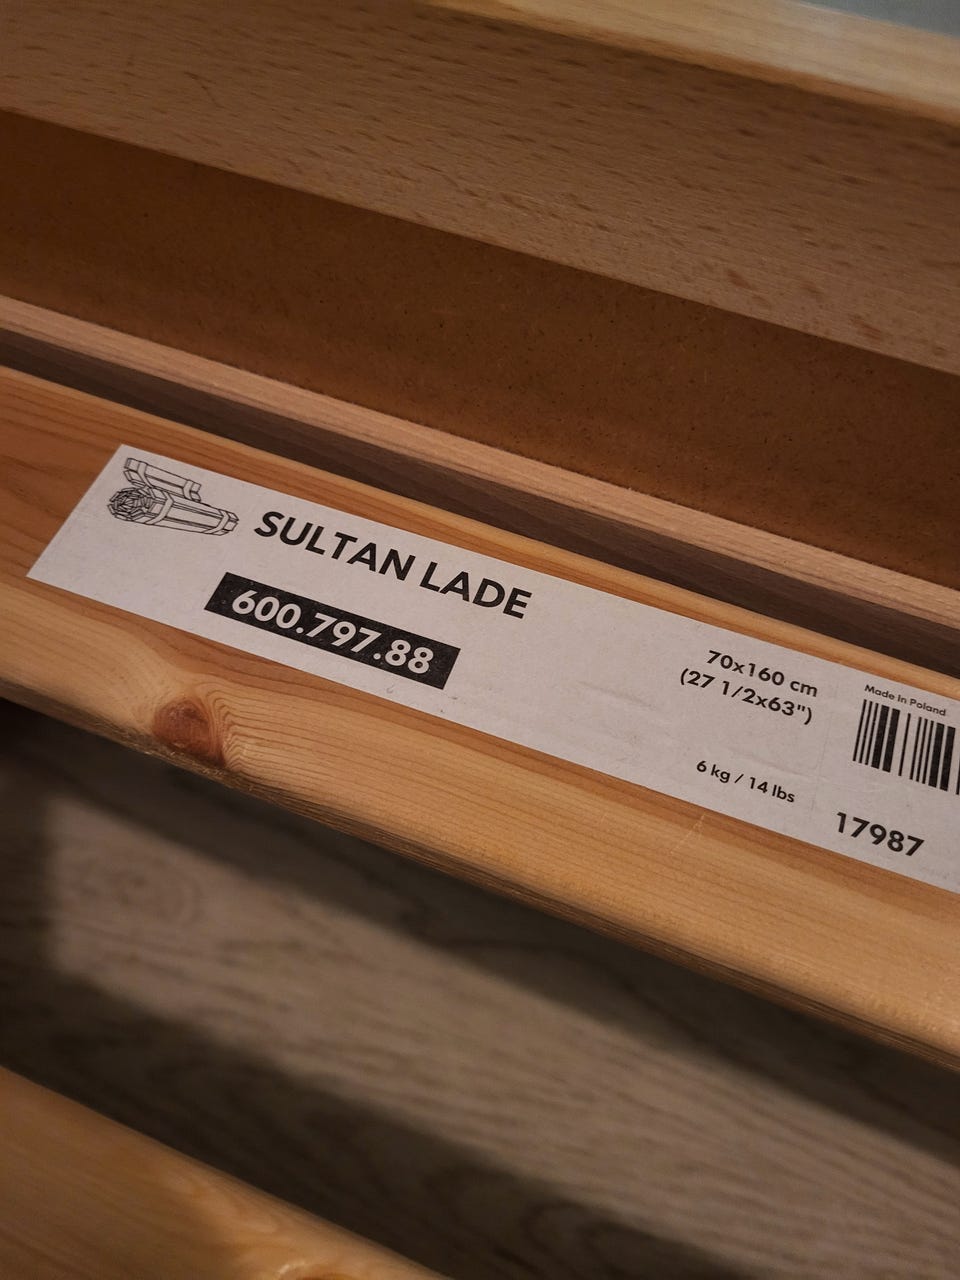 SULTAN LADE
600.797.88
70x160 cm
(27 1/2x63")
6 kg / 14 lbs
Made In Poland
17987